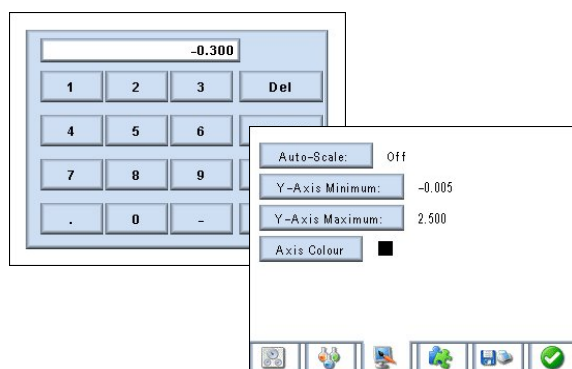 -0.300
1 2 3 Del
4 5 6
7 8 9
. 0 -
Auto-Scale: Off
Y-Axis Minimum: -0.005
Y-Axis Maximum: 2.500
Axis Colour